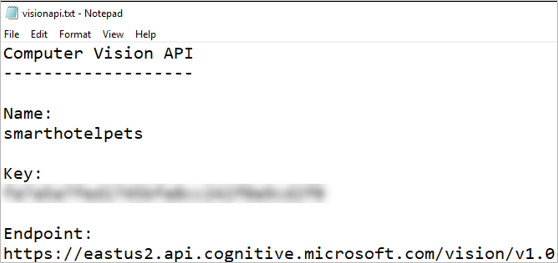 visionapi.txt - Notepad
File Edit Format View Help
Computer Vision API
-------------------
Name:
smarthotelpets
Key:
Endpoint:
https://eastus2.api.cognitive.microsoft.com/vision/v1.0